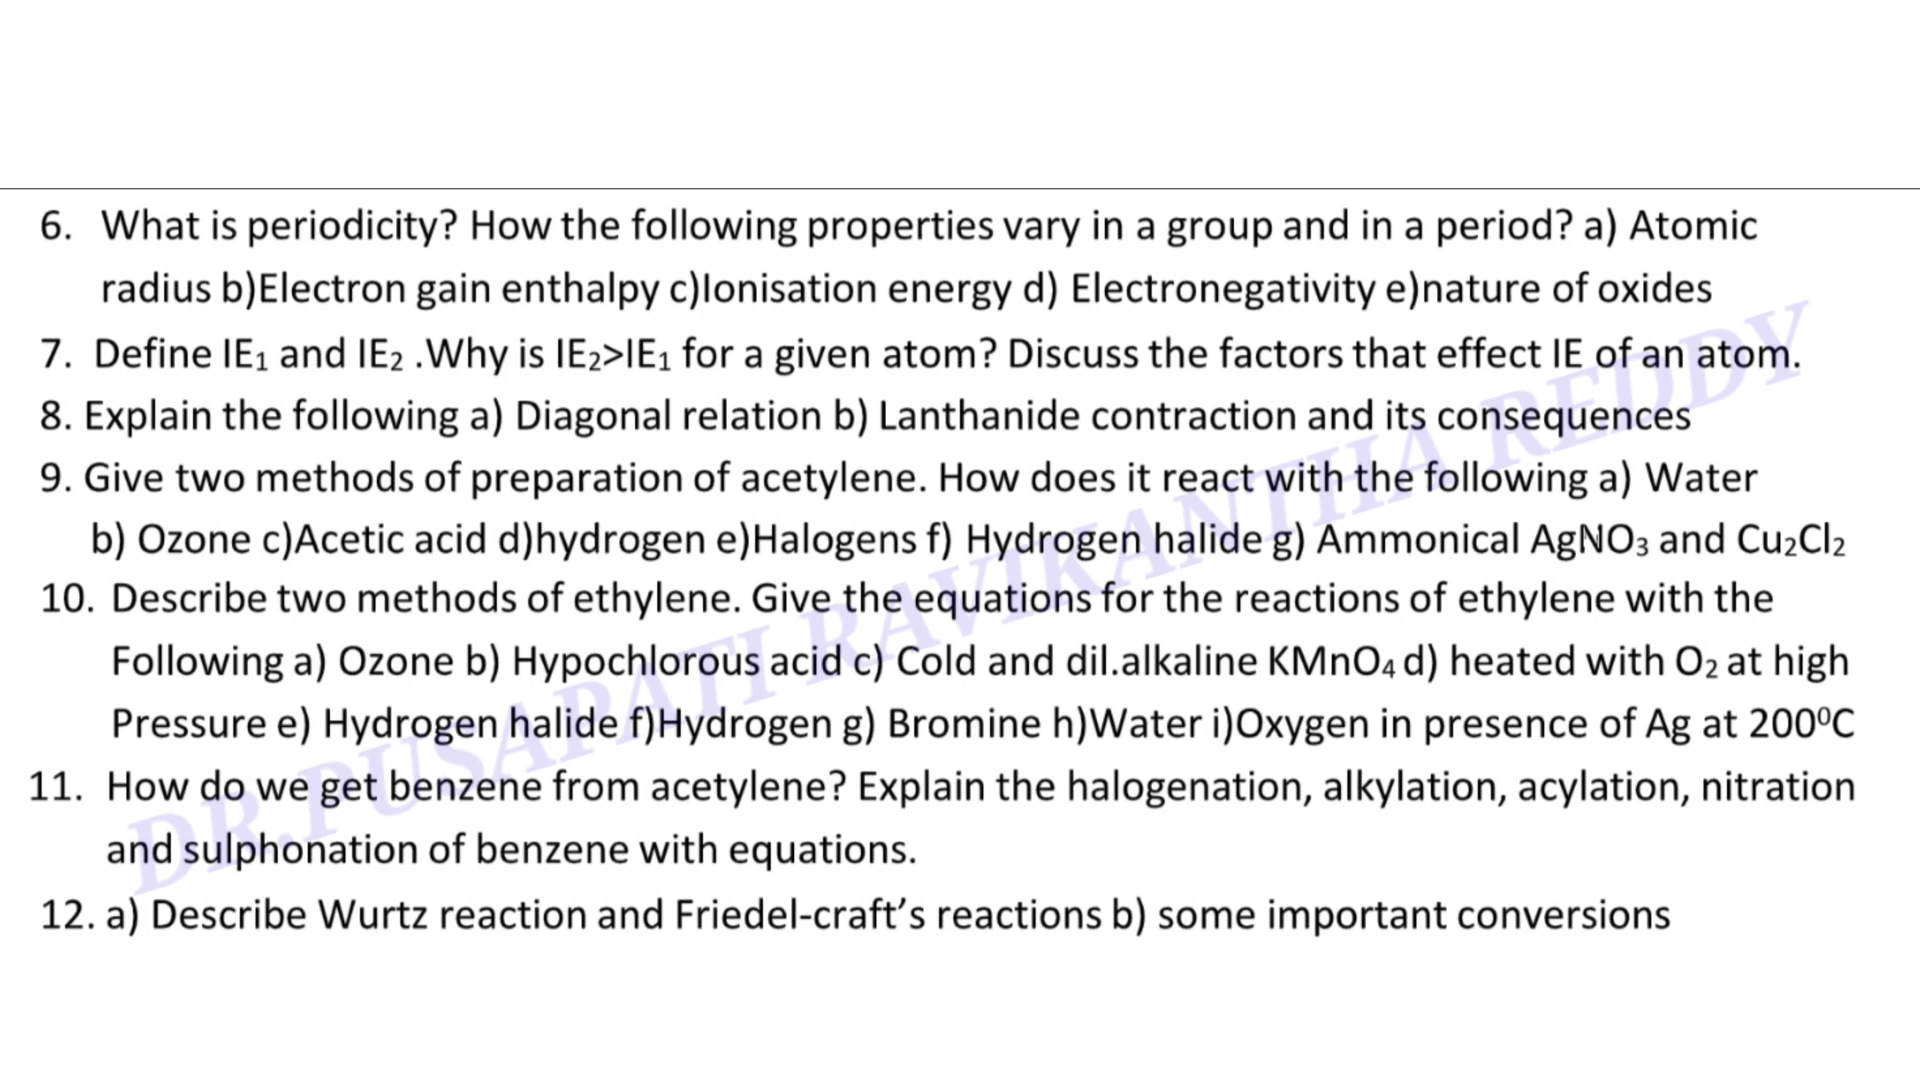 6. What is periodicity? How the following properties vary in a group and in a period? a) Atomic
radius b)Electron gain enthalpy c)Ionisation energy d) Electronegativity e)nature of oxides
7. Define IE₁ and IE₂ .Why is IE₂>IE₁ for a given atom? Discuss the factors that effect IE of an atom.
8. Explain the following a) Diagonal relation b) Lanthanide contraction and its consequences
9. Give two methods of preparation of acetylene. How does it react with the following a) Water
b) Ozone c)Acetic acid d)hydrogen e)Halogens f) Hydrogen halide g) Ammonical AgNO₃ and Cu₂Cl₂
10. Describe two methods of ethylene. Give the equations for the reactions of ethylene with the
Following a) Ozone b) Hypochlorous acid c) Cold and dil.alkaline KMnO₄ d) heated with O₂ at high
Pressure e) Hydrogen halide f)Hydrogen g) Bromine h)Water i)Oxygen in presence of Ag at 200⁰C
11. How do we get benzene from acetylene? Explain the halogenation, alkylation, acylation, nitration
and sulphonation of benzene with equations.
12. a) Describe Wurtz reaction and Friedel-craft’s reactions b) some important conversions
DR.PUSAPATI RAVIKANTHA REDDY